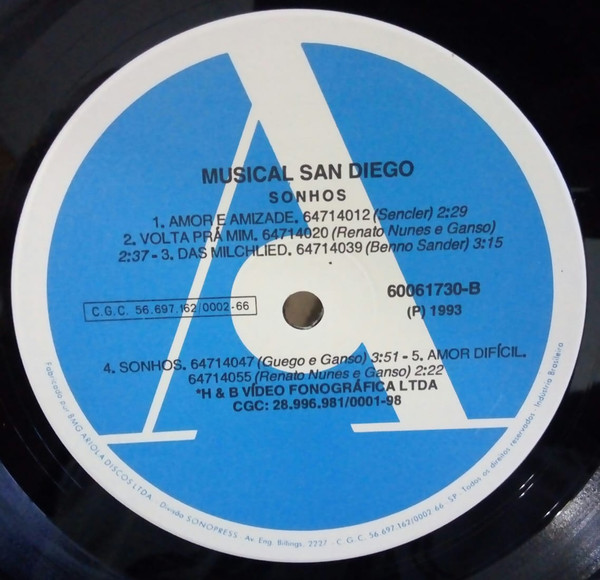 MUSICAL SAN DIEGO
SONHOS
1. AMOR E AMIZADE. 64714012 (Sencler) 2:29
2. VOLTA PRÁ MIM. 64714020 (Renato Nunes e Ganso)
2:37 - 3. DAS MILCHLIED. 64714039 (Benno Sander) 3:15
C.G.C. 56.697.162/0002-66
60061730-B
(P) 1993
4. SONHOS. 64714047 (Guego e Ganso) 3:51 - 5. AMOR DIFÍCIL.
64714055 (Renato Nunes e Ganso) 2:22
*H & B VÍDEO FONOGRÁFICA LTDA
CGC: 28.996.981/0001-98
Fabricado por BMG ARIOLA DISCOS LTDA. Divisão SONOPRESS - Av. Eng. Billings, 2227 - C.G.C. 56.697.162/0002-66 SP - Todos os direitos reservados - Indústria Brasileira